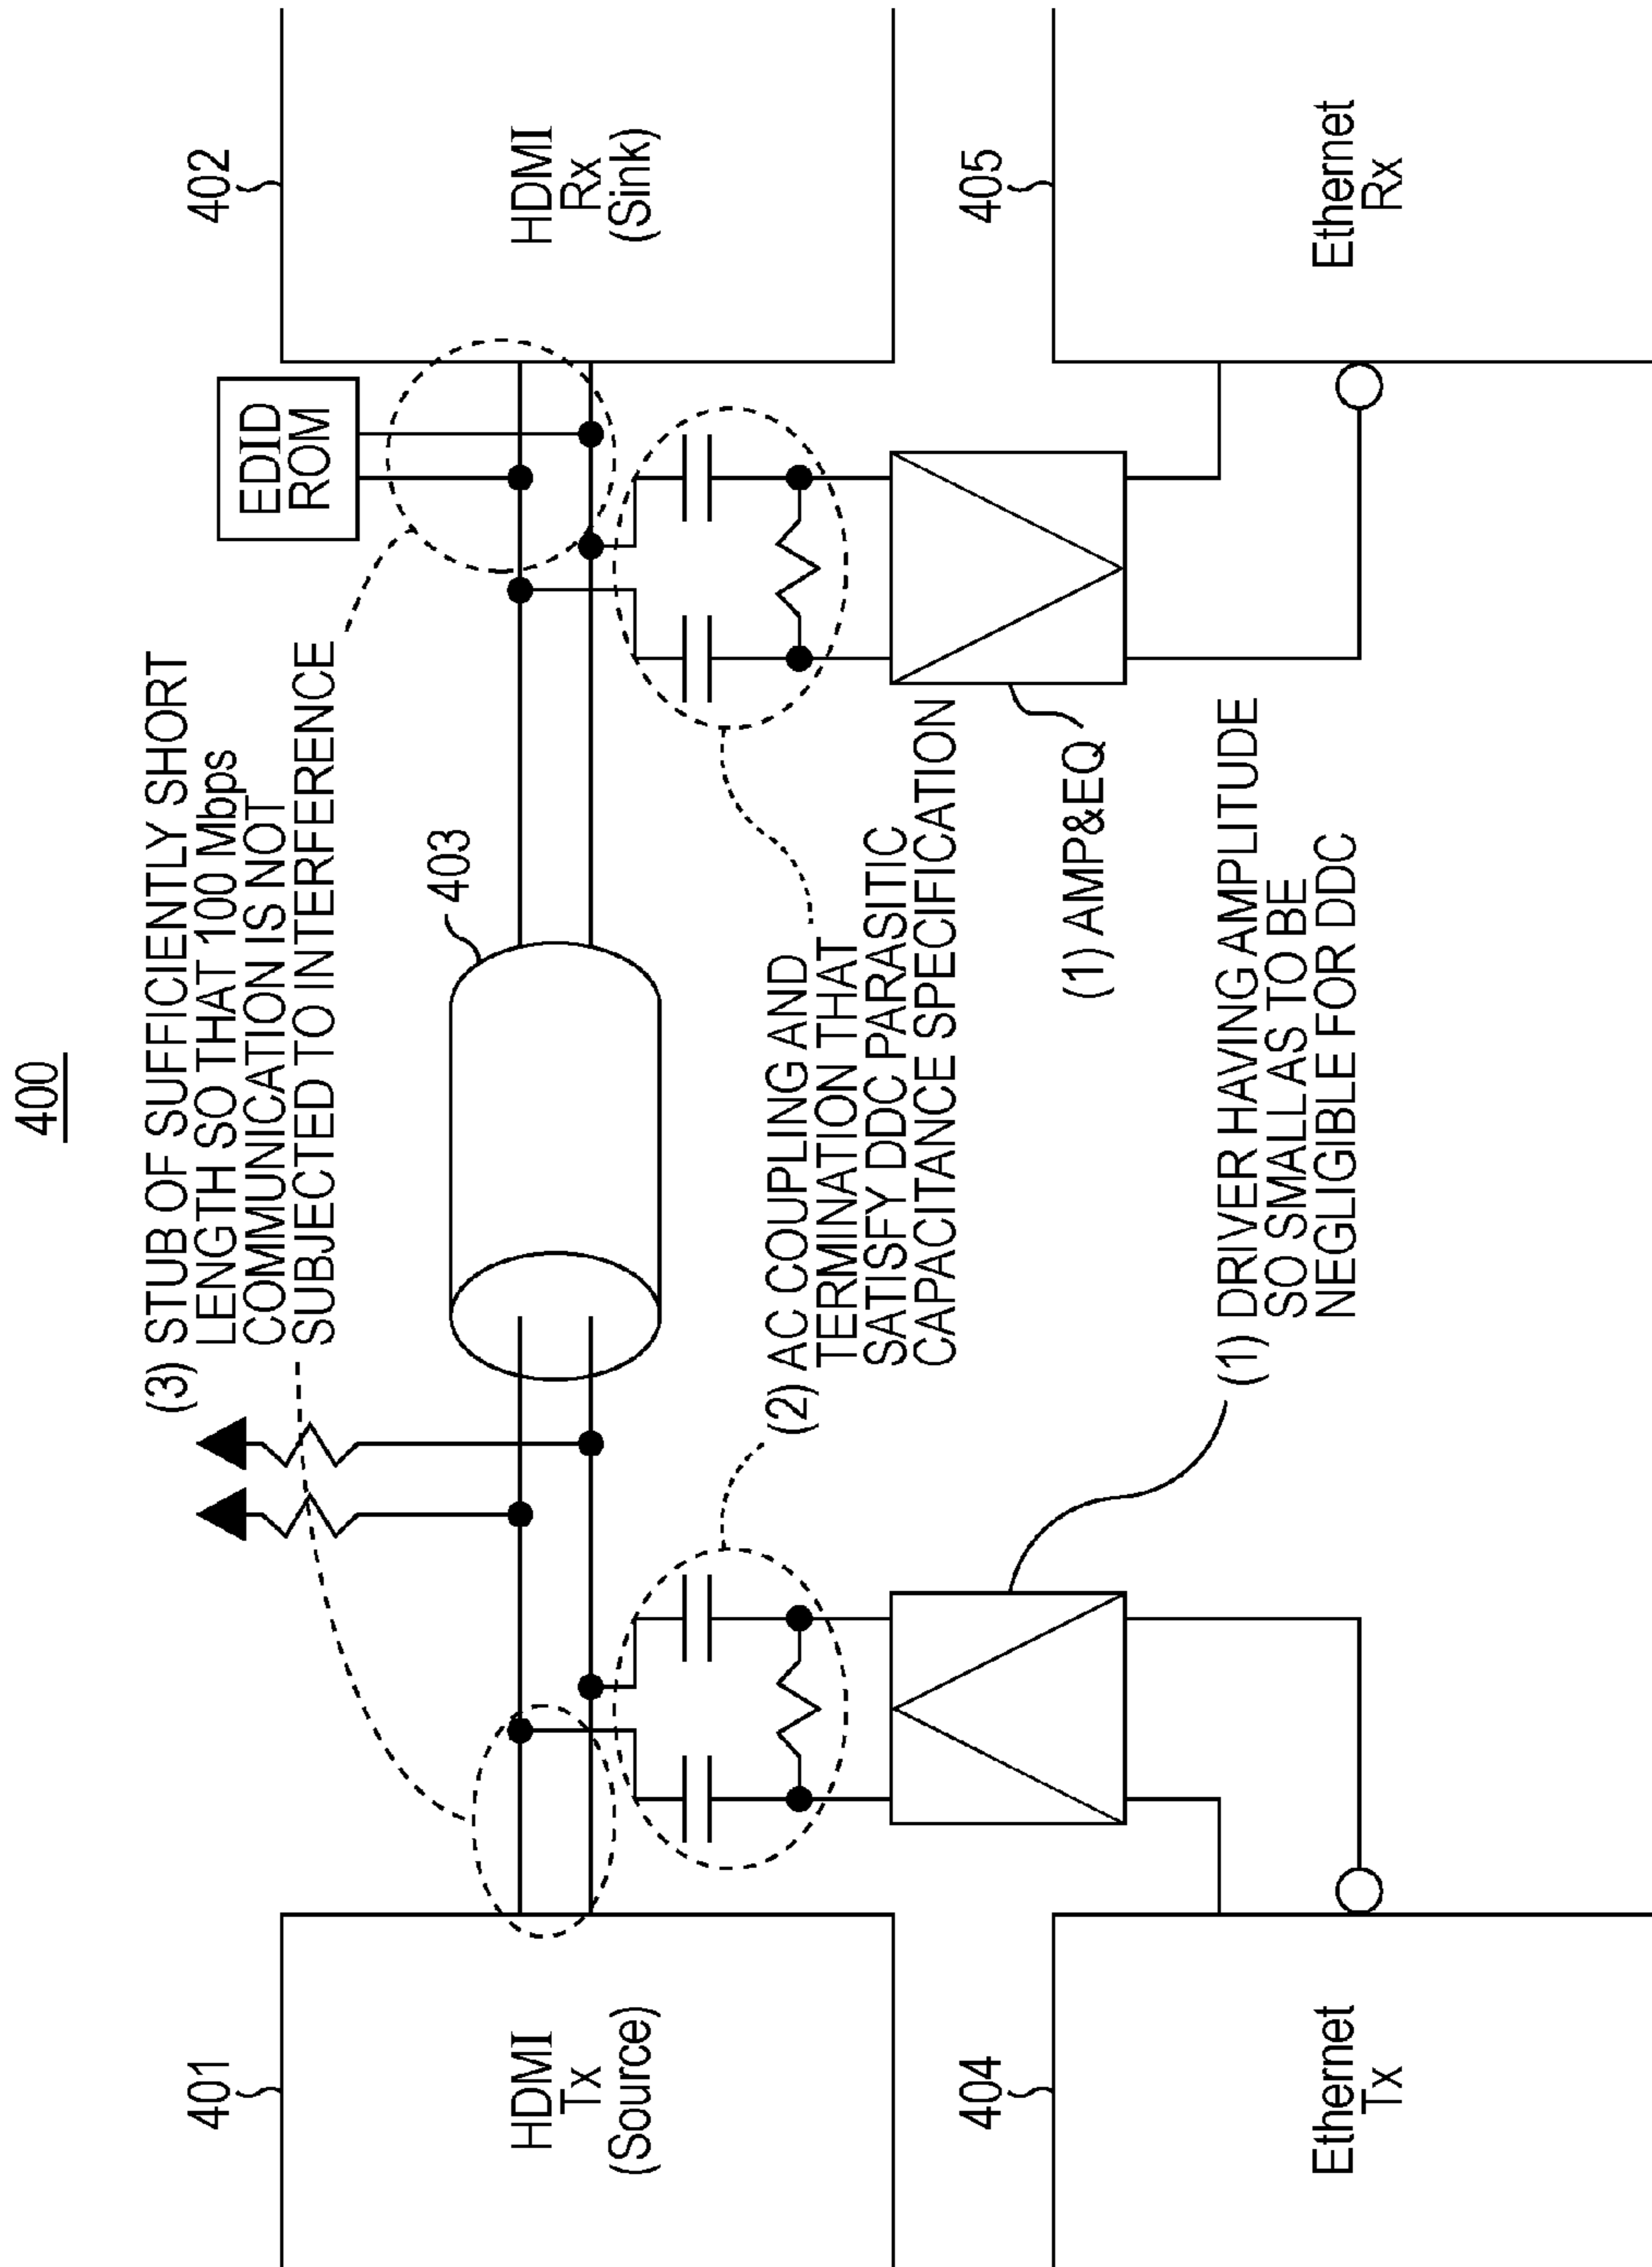 400
(3) STUB OF SUFFICIENTLY SHORT
LENGTH SO THAT 100 Mbps
COMMUNICATION IS NOT
SUBJECTED TO INTERFERENCE
401
HDMI
Tx
(Source)
403
EDID
ROM
402
HDMI
Rx
(Sink)
(2) AC COUPLING AND
TERMINATION THAT
SATISFY DDC PARASITIC
CAPACITANCE SPECIFICATION
(1) AMP&EQ
(1) DRIVER HAVING AMPLITUDE
SO SMALL AS TO BE
NEGLIGIBLE FOR DDC
404
Ethernet
Tx
405
Ethernet
Rx